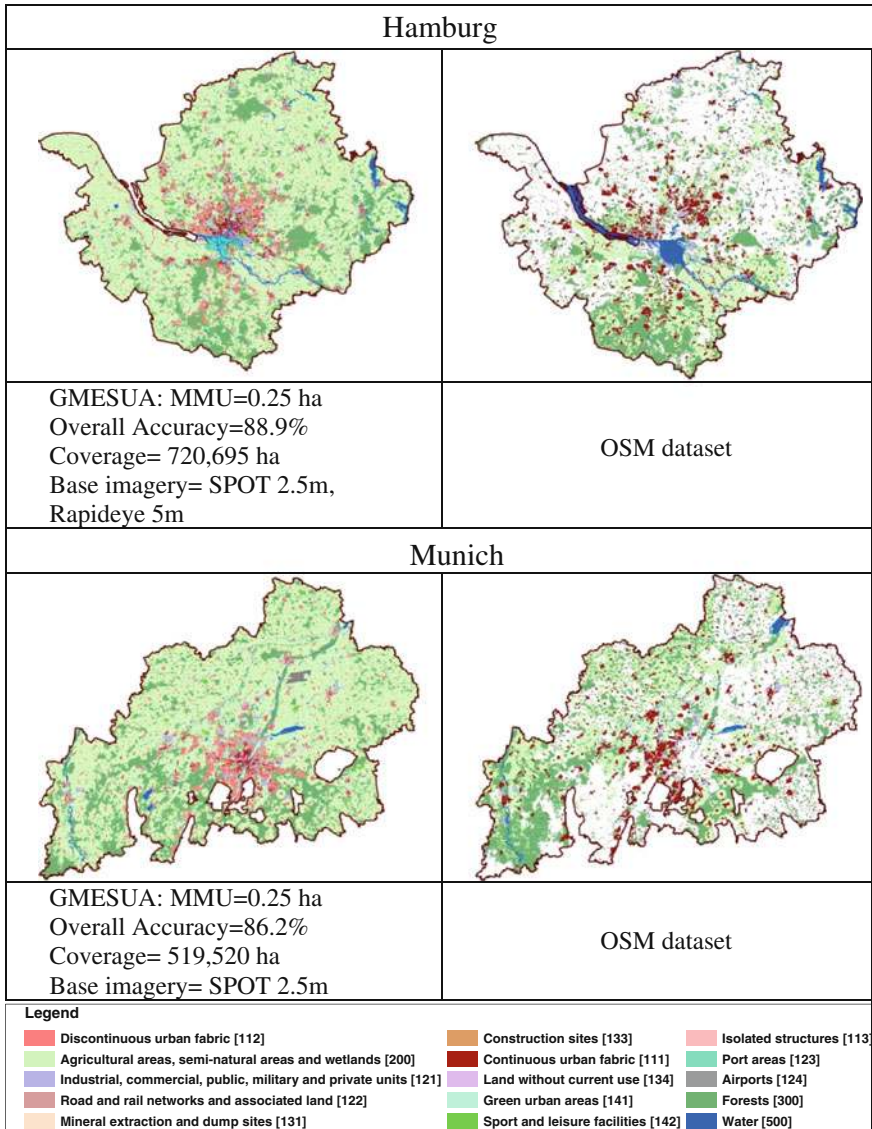 Hamburg
GMESUA: MMU=0.25 ha
Overall Accuracy=88.9%
Coverage= 720,695 ha
Base imagery= SPOT 2.5m,
Rapideye 5m
OSM dataset
Munich
GMESUA: MMU=0.25 ha
Overall Accuracy=86.2%
Coverage= 519,520 ha
Base imagery= SPOT 2.5m
OSM dataset
Legend
Discontinuous urban fabric [112]
Agricultural areas, semi-natural areas and wetlands [200]
Industrial, commercial, public, military and private units [121]
Road and rail networks and associated land [122]
Mineral extraction and dump sites [131]
Construction sites [133]
Continuous urban fabric [111]
Land without current use [134]
Green urban areas [141]
Sport and leisure facilities [142]
Isolated structures [113]
Port areas [123]
Airports [124]
Forests [300]
Water [500]